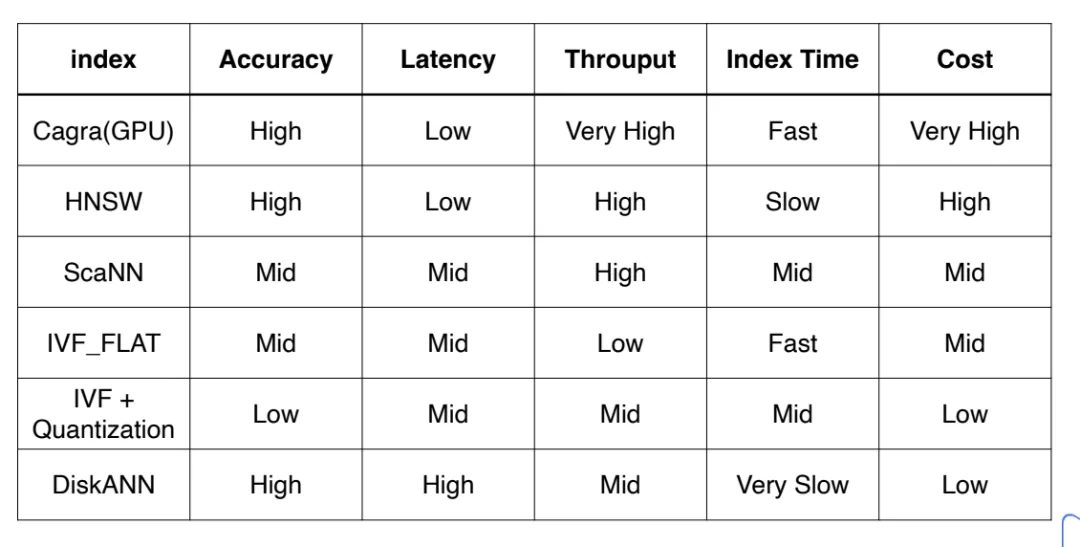 index Accuracy Latency Throuput Index Time Cost
Cagra(GPU) High Low Very High Fast Very High
HNSW High Low High Slow High
ScaNN Mid Mid High Mid Mid
IVF_FLAT Mid Mid Low Fast Mid
IVF +
Quantization Low Mid Mid Mid Low
DiskANN High High Mid Very Slow Low